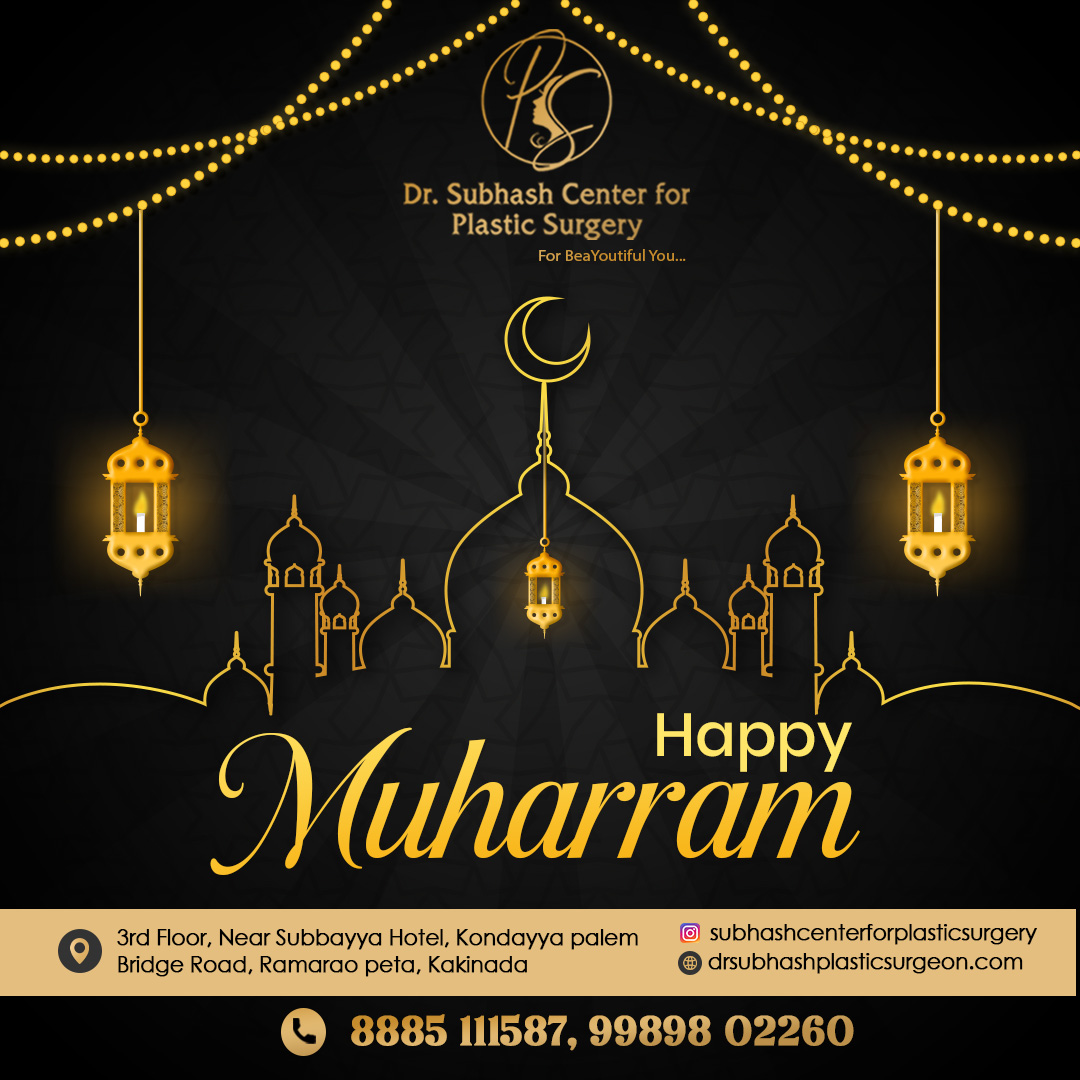 PS
Dr. Subhash Center for
Plastic Surgery
For BeaYoutiful You...
Happy
Muharram
3rd Floor, Near Subbayya Hotel, Kondayya palem
Bridge Road, Ramarao peta, Kakinada
subhashcenterforplasticsurgery
drsubhashplasticsurgeon.com
8885 111587, 99898 02260